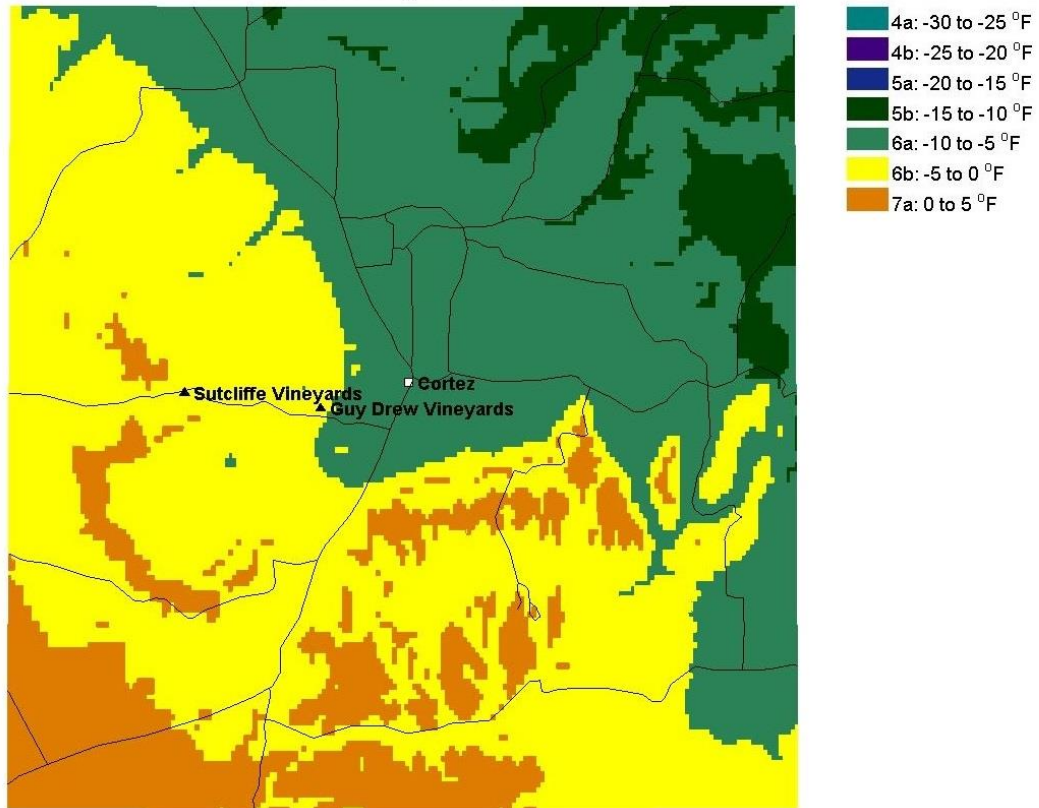 4a: -30 to -25 °F
4b: -25 to -20 °F
5a: -20 to -15 °F
5b: -15 to -10 °F
6a: -10 to -5 °F
6b: -5 to 0 °F
7a: 0 to 5 °F
Cortez
Sutcliffe Vineyards
Guy Drew Vineyards